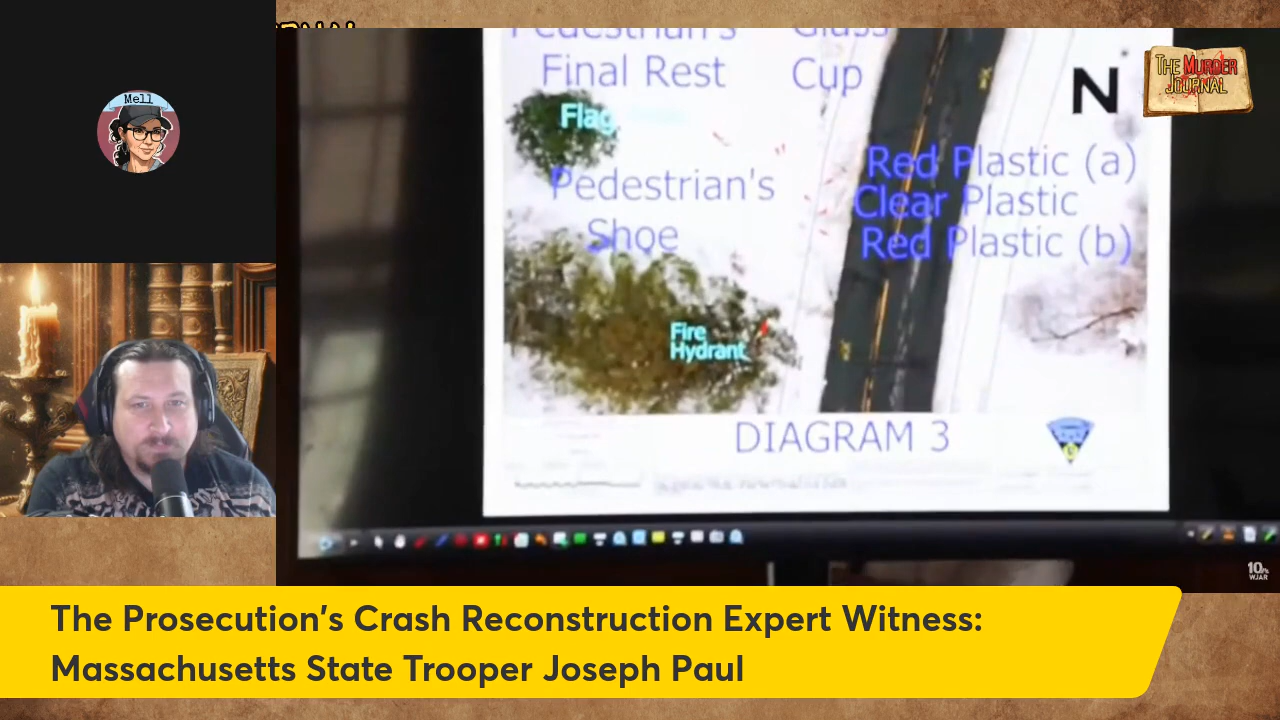 Mell
Pedestrian's
Final Rest
Glass
Cup
N
THE MURDER
JOURNAL
Flag
Red Plastic (a)
Clear Plastic
Red Plastic (b)
Pedestrian's
Shoe
Fire
Hydrant
DIAGRAM 3
10
WJAR
The Prosecution's Crash Reconstruction Expert Witness:
Massachusetts State Trooper Joseph Paul